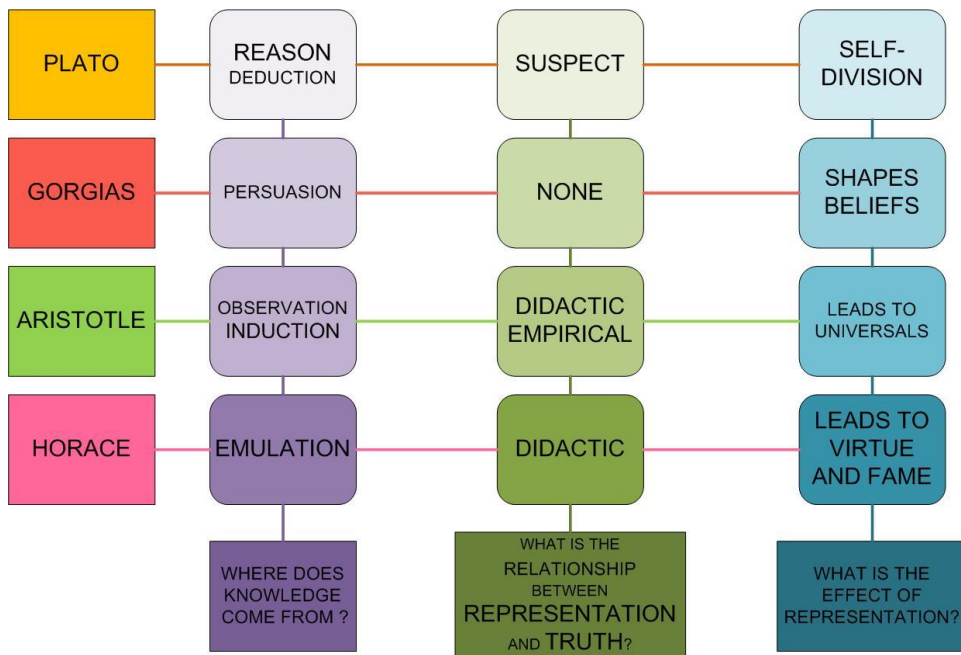 PLATO
REASON
DEDUCTION
SUSPECT
SELF-
DIVISION
GORGIAS
PERSUASION
NONE
SHAPES
BELIEFS
ARISTOTLE
OBSERVATION
INDUCTION
DIDACTIC
EMPIRICAL
LEADS TO
UNIVERSALS
HORACE
EMULATION
DIDACTIC
LEADS TO
VIRTUE
AND FAME
WHERE DOES
KNOWLEDGE
COME FROM ?
WHAT IS THE
RELATIONSHIP
BETWEEN
REPRESENTATION
AND TRUTH?
WHAT IS THE
EFFECT OF
REPRESENTATION?